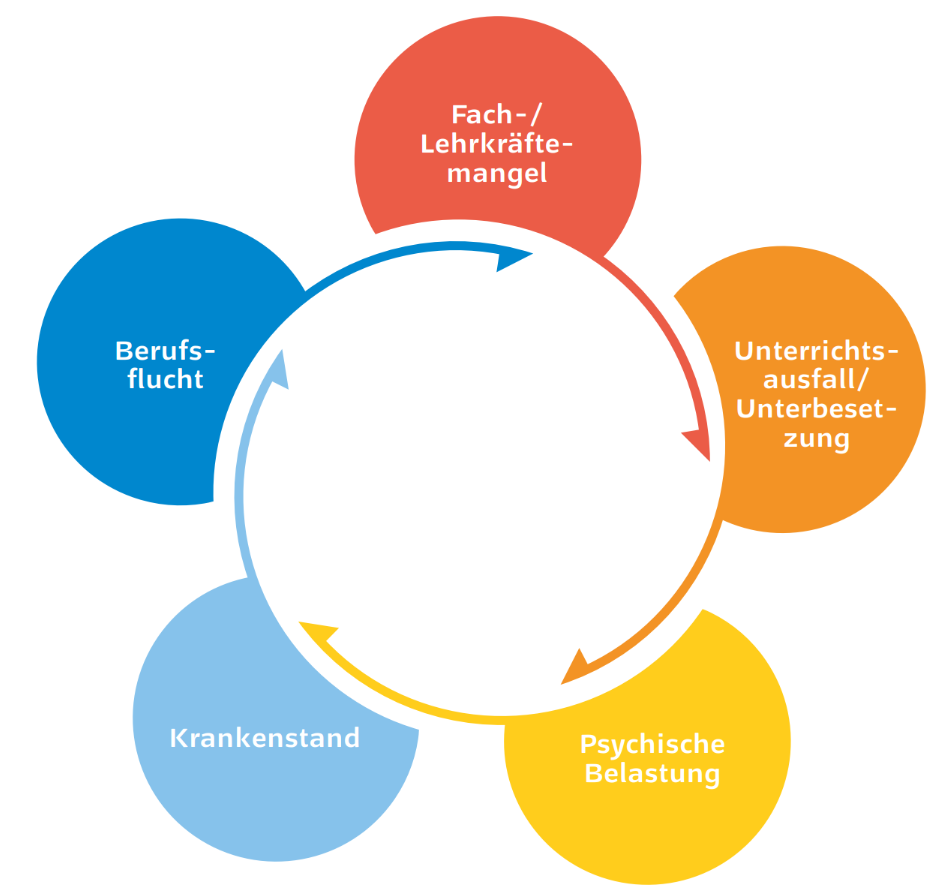 Fach-/
Lehrkräfte-
mangel
Unterrichts-
ausfall/
Unterbeset-
zung
Psychische
Belastung
Krankenstand
Berufs-
flucht